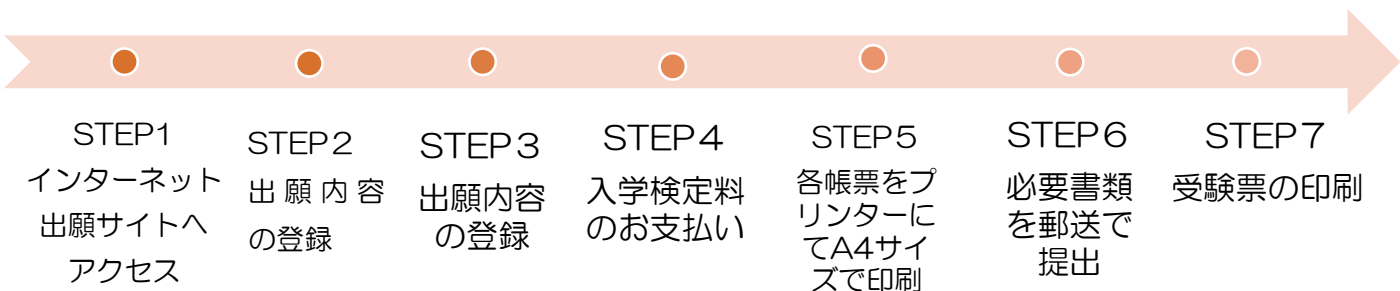 STEP1
インターネット
出願サイトへ
アクセス
STEP2
出願内容
の登録
STEP3
出願内容
の登録
STEP4
入学検定料
のお支払い
STEP5
各帳票をプ
リンターに
てA4サイ
ズで印刷
STEP6
必要書類
を郵送で
提出
STEP7
受験票の印刷